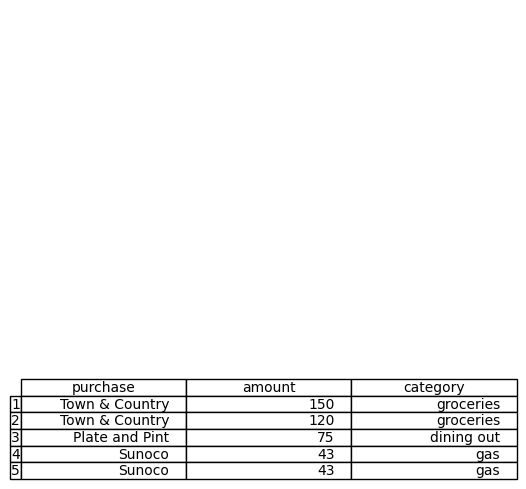 purchase amount category
1 Town & Country 150 groceries
2 Town & Country 120 groceries
3 Plate and Pint 75 dining out
4 Sunoco 43 gas
5 Sunoco 43 gas